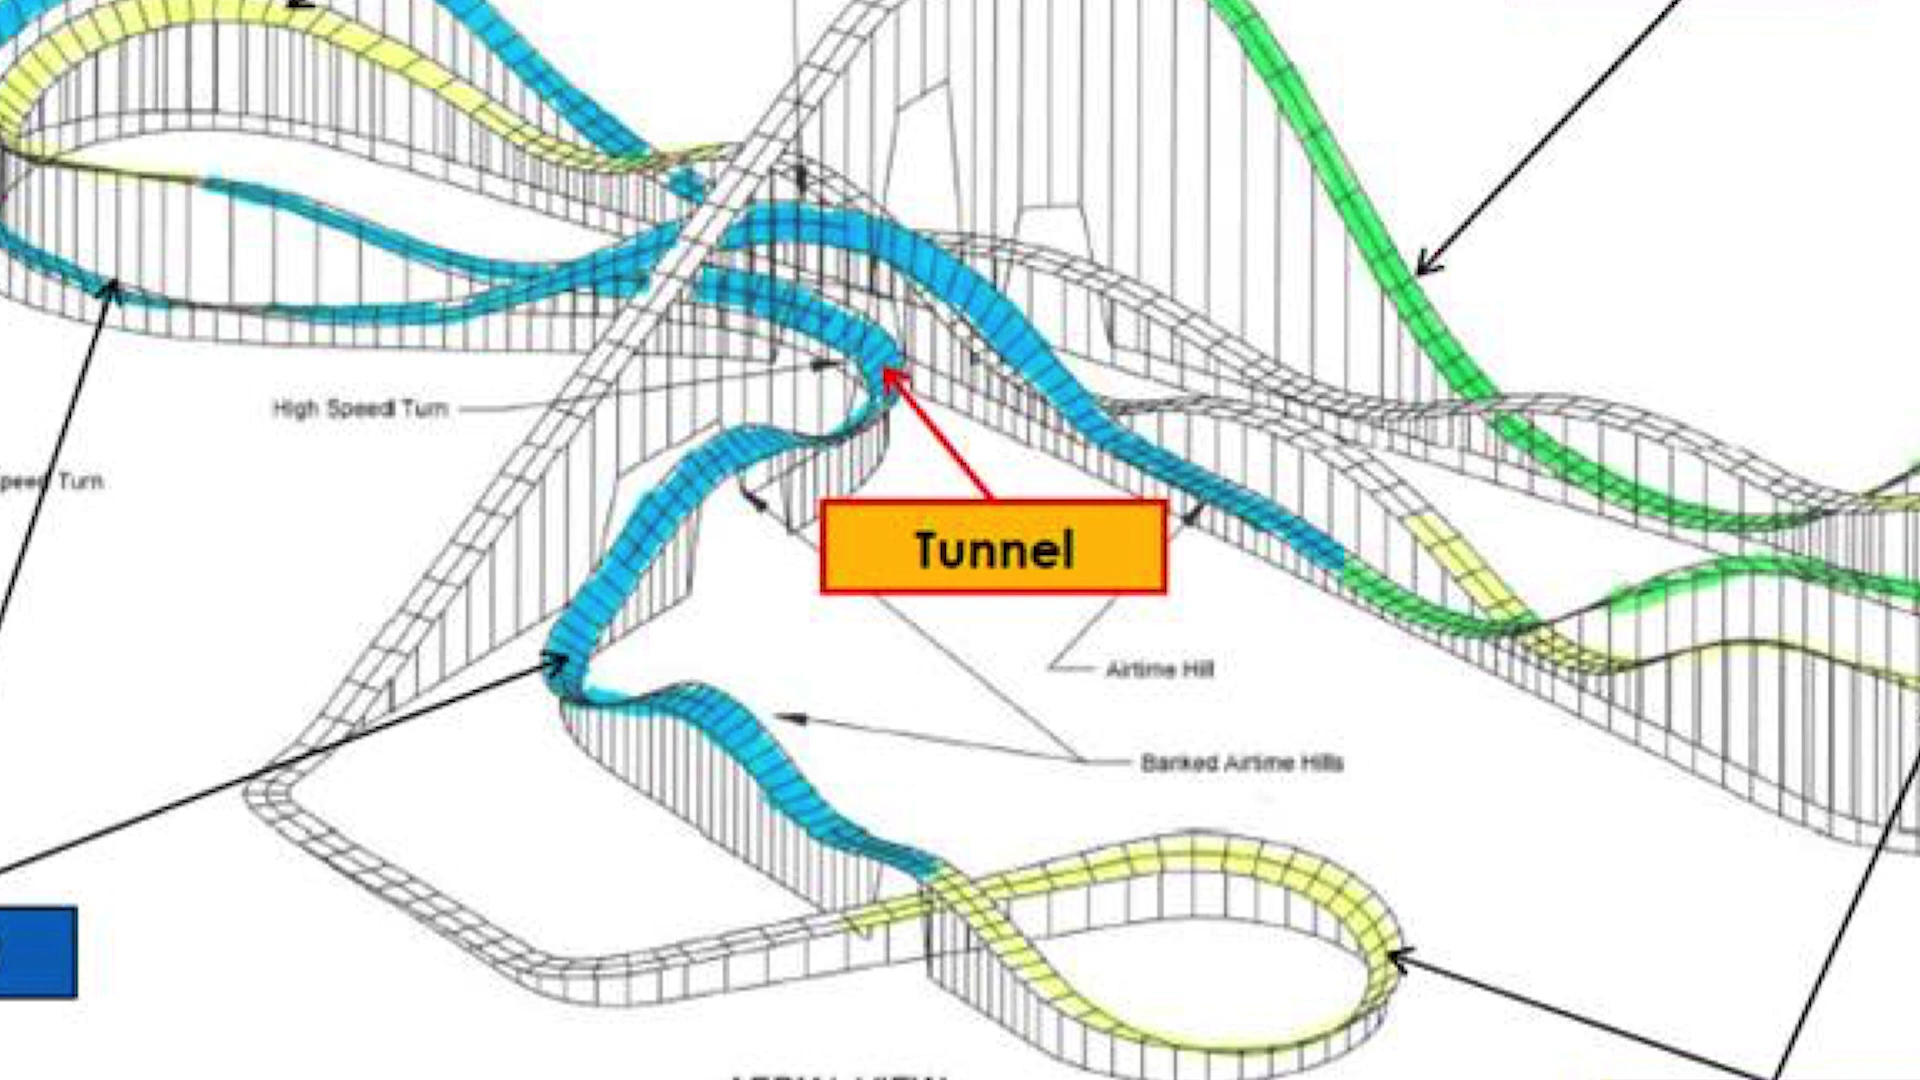 High Speed Turn
Speed Turn
Tunnel
Airtime Hill
Banked Airtime Hills